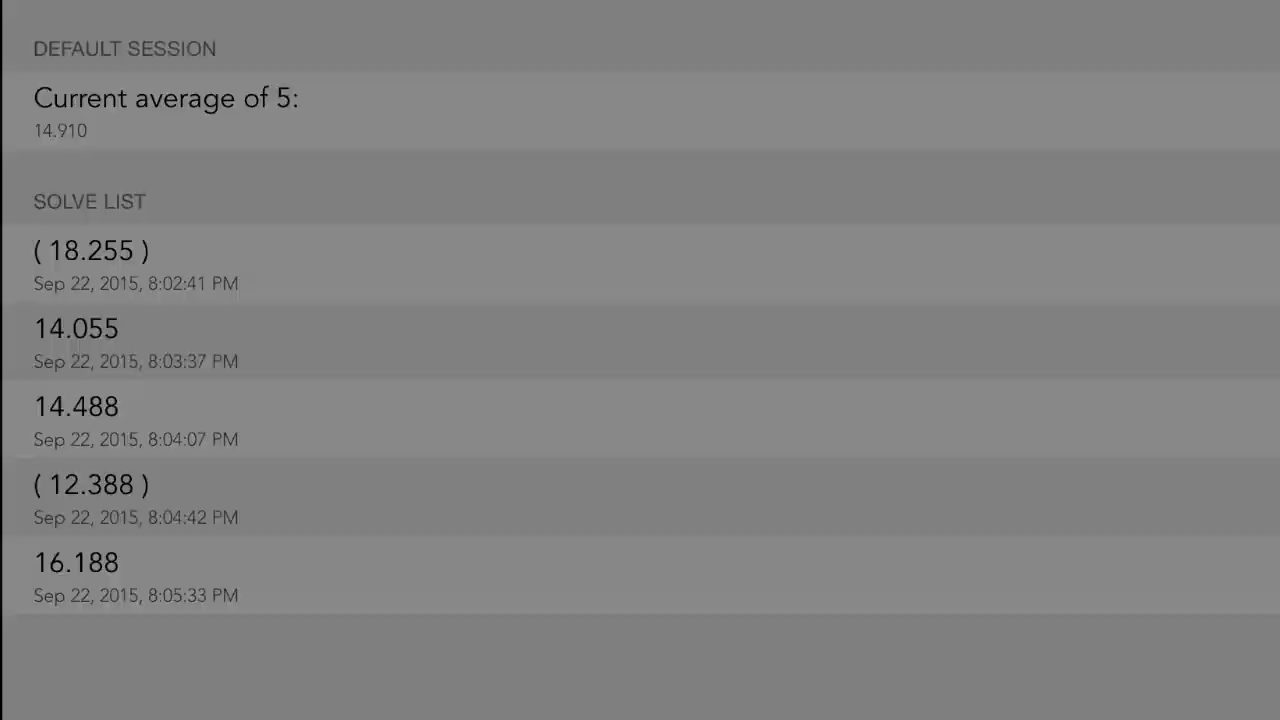 DEFAULT SESSION
Current average of 5:
14.910
SOLVE LIST
( 18.255 )
Sep 22, 2015, 8:02:41 PM
14.055
Sep 22, 2015, 8:03:37 PM
14.488
Sep 22, 2015, 8:04:07 PM
( 12.388 )
Sep 22, 2015, 8:04:42 PM
16.188
Sep 22, 2015, 8:05:33 PM